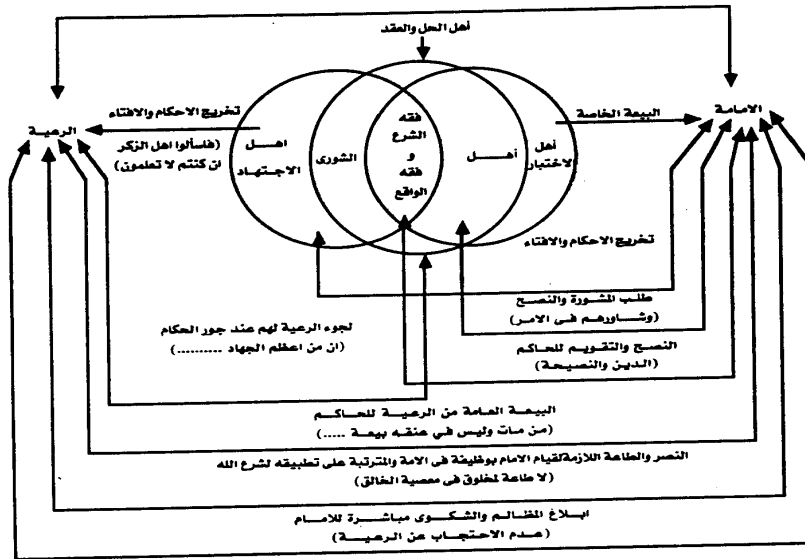 أهل الحل والعقد
الامامة
البيعة الخاصة
تخريج الاحكام والافتاء
الرعية
(فاسألوا اهل الزكر
ان كنتم لا تعلمون)
اهل
الاجتهاد
الشورى
فقه
الشرع
و
فقه
الواقع
أهل
أهل
الاختبار
تخريج الاحكام والافتاء
طلب المشورة والنصح
(وشاورهم فى الامر)
لجوء الرعية لهم عند جور الحكام
(ان من اعظم الجهاد ..........)
النصح والتقويم للحاكم
(الدين والنصيحة)
البيعة العامة من الرعية للحاكم
(من مات وليس في عنقه بيعة .....)
النصر والطاعة اللازمة لقيام الامام بوظيفة فى الامة والمترتبة على تطبيقه لشرع الله
(لا طاعة لمخلوق فى معصية الخالق)
ابلاغ المظالم والشكوى مباشرة للامام
(عدم الاحتجاب عن الرعية)